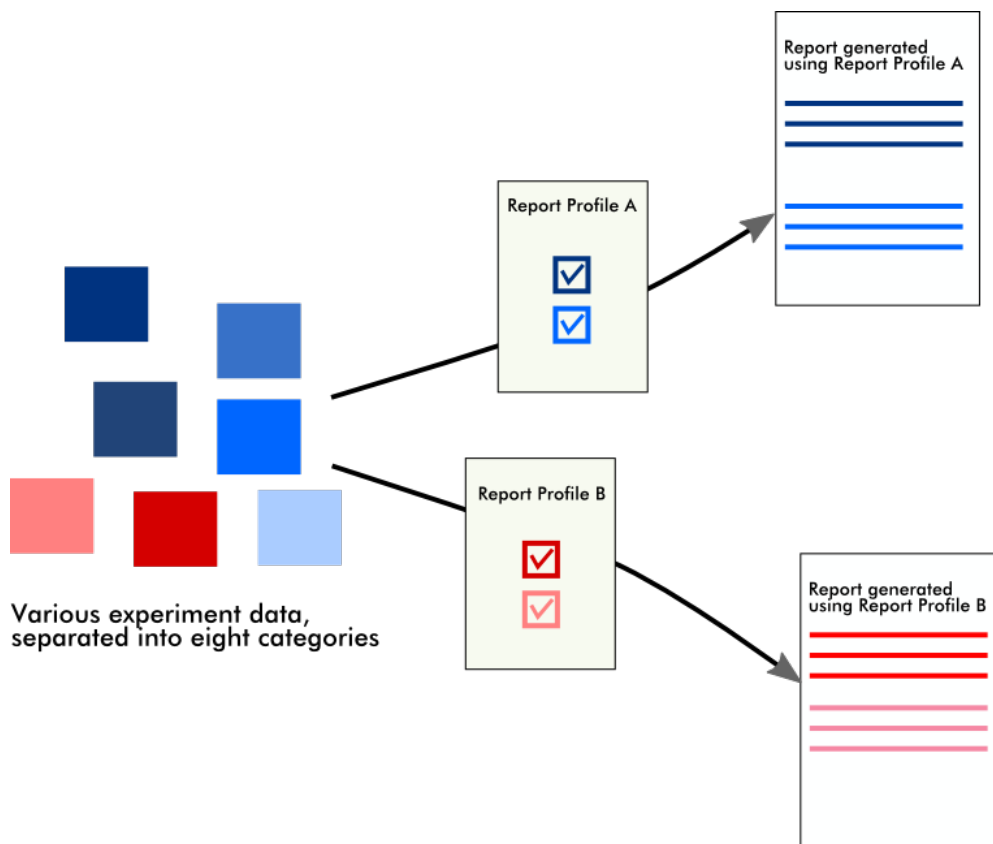 Report generated
using Report Profile A
Report Profile A
Report Profile B
Various experiment data,
separated into eight categories
Report generated
using Report Profile B